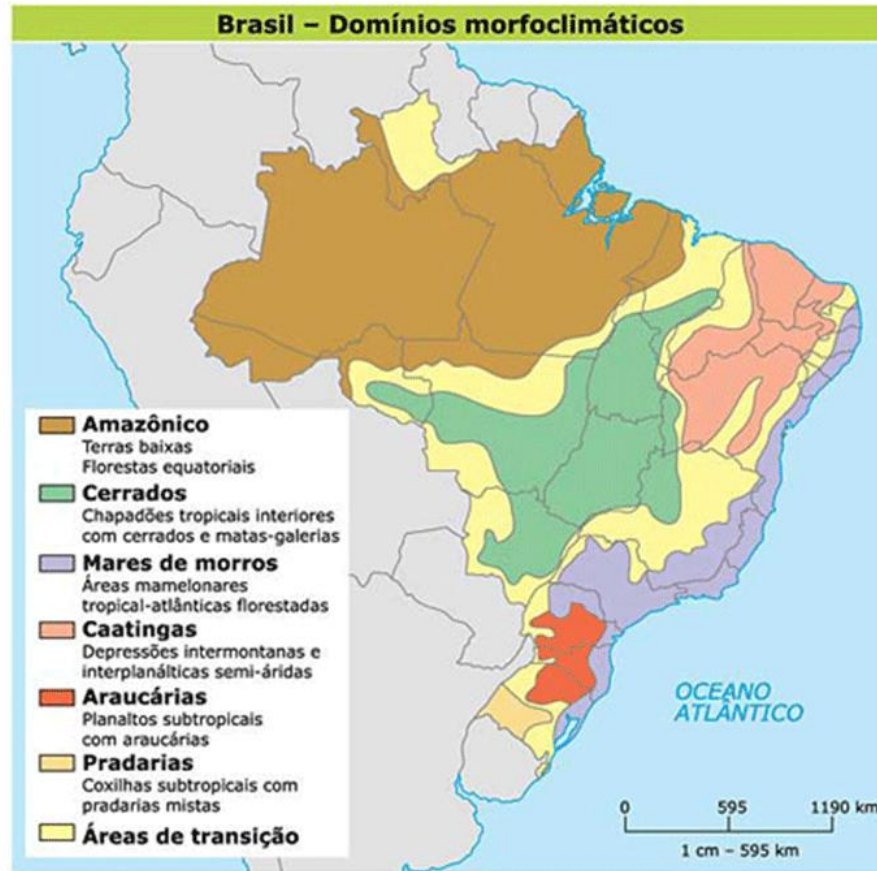 Brasil – Domínios morfoclimáticos
Amazônico
Terras baixas
Florestas equatoriais
Cerrados
Chapadões tropicais interiores
com cerrados e matas-galerias
Mares de morros
Áreas mamelonares
tropical-atlânticas florestadas
Caatingas
Depressões intermontanas e
interplanálticas semi-áridas
Araucárias
Planaltos subtropicais
com araucárias
Pradarias
Coxilhas subtropicais com
pradarias mistas
Áreas de transição
OCEANO
ATLÂNTICO
0 595 1190 km
1 cm – 595 km